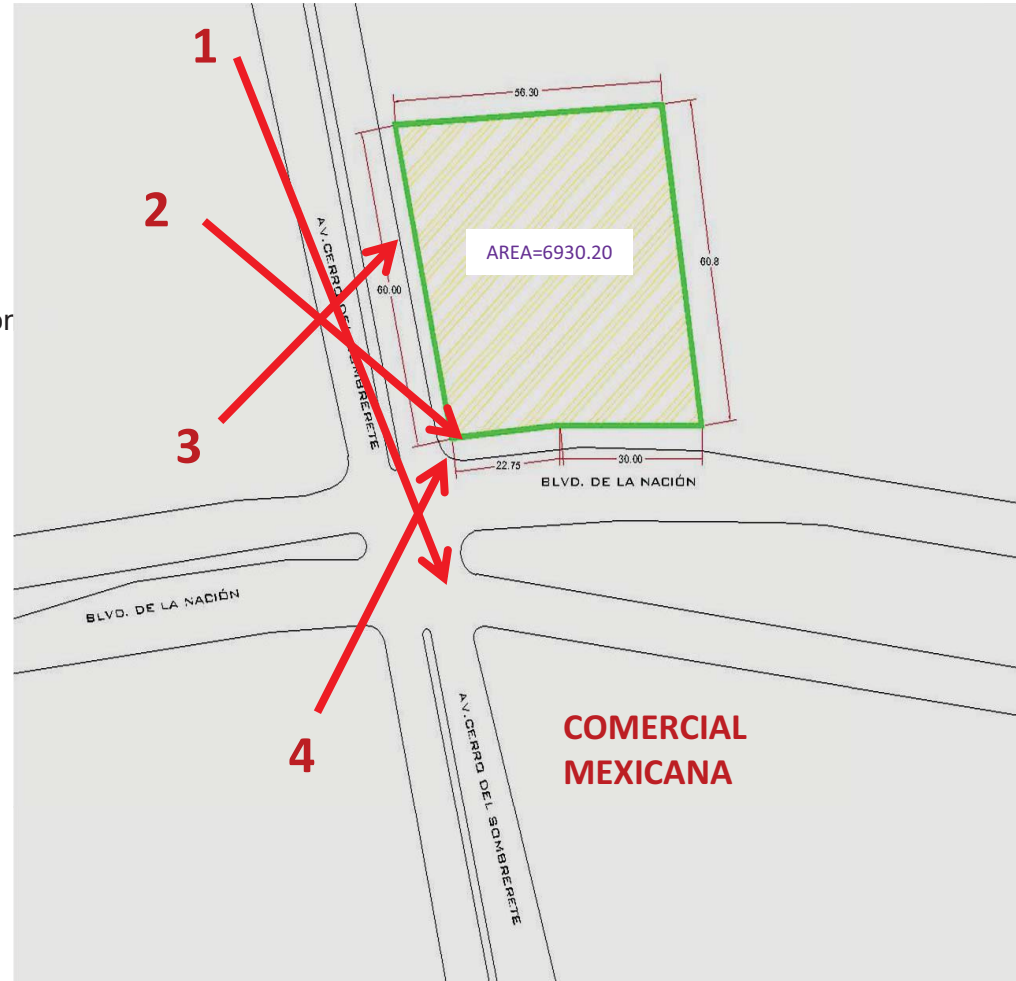 1
56.30
2
AV.CERRO DEL SOMBRERETE
AREA=6930.20
60.8
60.00
or
3
22.75
30.00
BLVD. DE LA NACIÓN
BLVD. DE LA NACIÓN
4
AV.CERRO DEL SOMBRERETE
COMERCIAL
MEXICANA